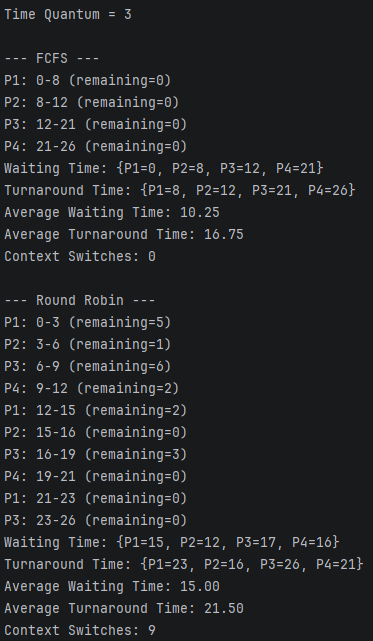 Time Quantum = 3
--- FCFS ---
P1: 0-8 (remaining=0)
P2: 8-12 (remaining=0)
P3: 12-21 (remaining=0)
P4: 21-26 (remaining=0)
Waiting Time: {P1=0, P2=8, P3=12, P4=21}
Turnaround Time: {P1=8, P2=12, P3=21, P4=26}
Average Waiting Time: 10.25
Average Turnaround Time: 16.75
Context Switches: 0
--- Round Robin ---
P1: 0-3 (remaining=5)
P2: 3-6 (remaining=1)
P3: 6-9 (remaining=6)
P4: 9-12 (remaining=2)
P1: 12-15 (remaining=2)
P2: 15-16 (remaining=0)
P3: 16-19 (remaining=3)
P4: 19-21 (remaining=0)
P1: 21-23 (remaining=0)
P3: 23-26 (remaining=0)
Waiting Time: {P1=15, P2=12, P3=17, P4=16}
Turnaround Time: {P1=23, P2=16, P3=26, P4=21}
Average Waiting Time: 15.00
Average Turnaround Time: 21.50
Context Switches: 9